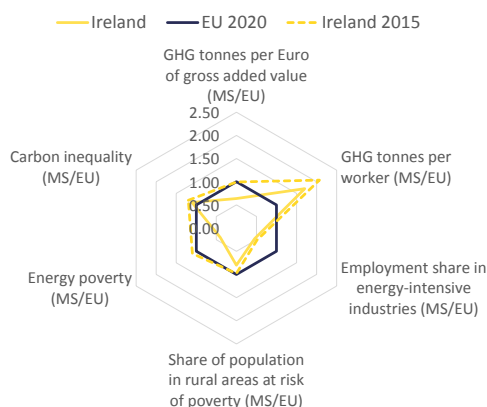 Ireland EU 2020 Ireland 2015
GHG tonnes per Euro
of gross added value
(MS/EU)
2.50
2.00
1.50
1.00
0.50
0.00
Carbon inequality
(MS/EU)
GHG tonnes per
worker (MS/EU)
Energy poverty
(MS/EU)
Employment share in
energy-intensive
industries (MS/EU)
Share of population
in rural areas at risk
of poverty (MS/EU)